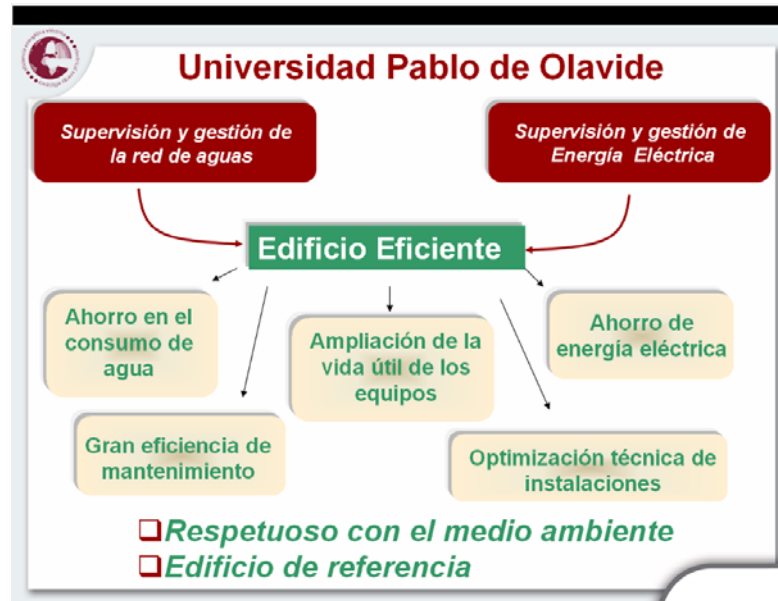 Universidad Pablo de Olavide
Supervisión y gestión de
la red de aguas
Supervisión y gestión de
Energía Eléctrica
Edificio Eficiente
Ahorro en el
consumo de
agua
Ampliación de la
vida útil de los
equipos
Ahorro de
energía eléctrica
Gran eficiencia de
mantenimiento
Optimización técnica de
instalaciones
Respetuoso con el medio ambiente
Edificio de referencia